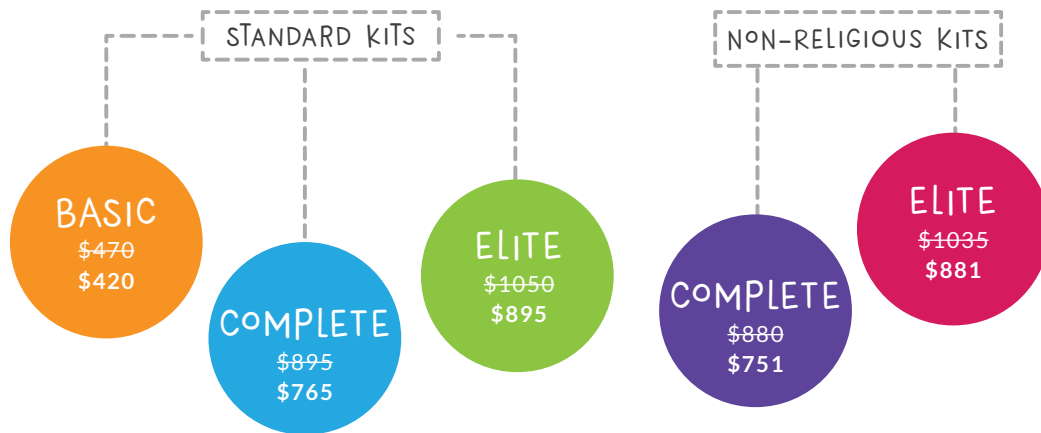 STANDARD KITS
BASIC
$470
$420
COMPLETE
$895
$765
ELITE
$1050
$895
NON-RELIGIOUS KITS
COMPLETE
$880
$751
ELITE
$1035
$881